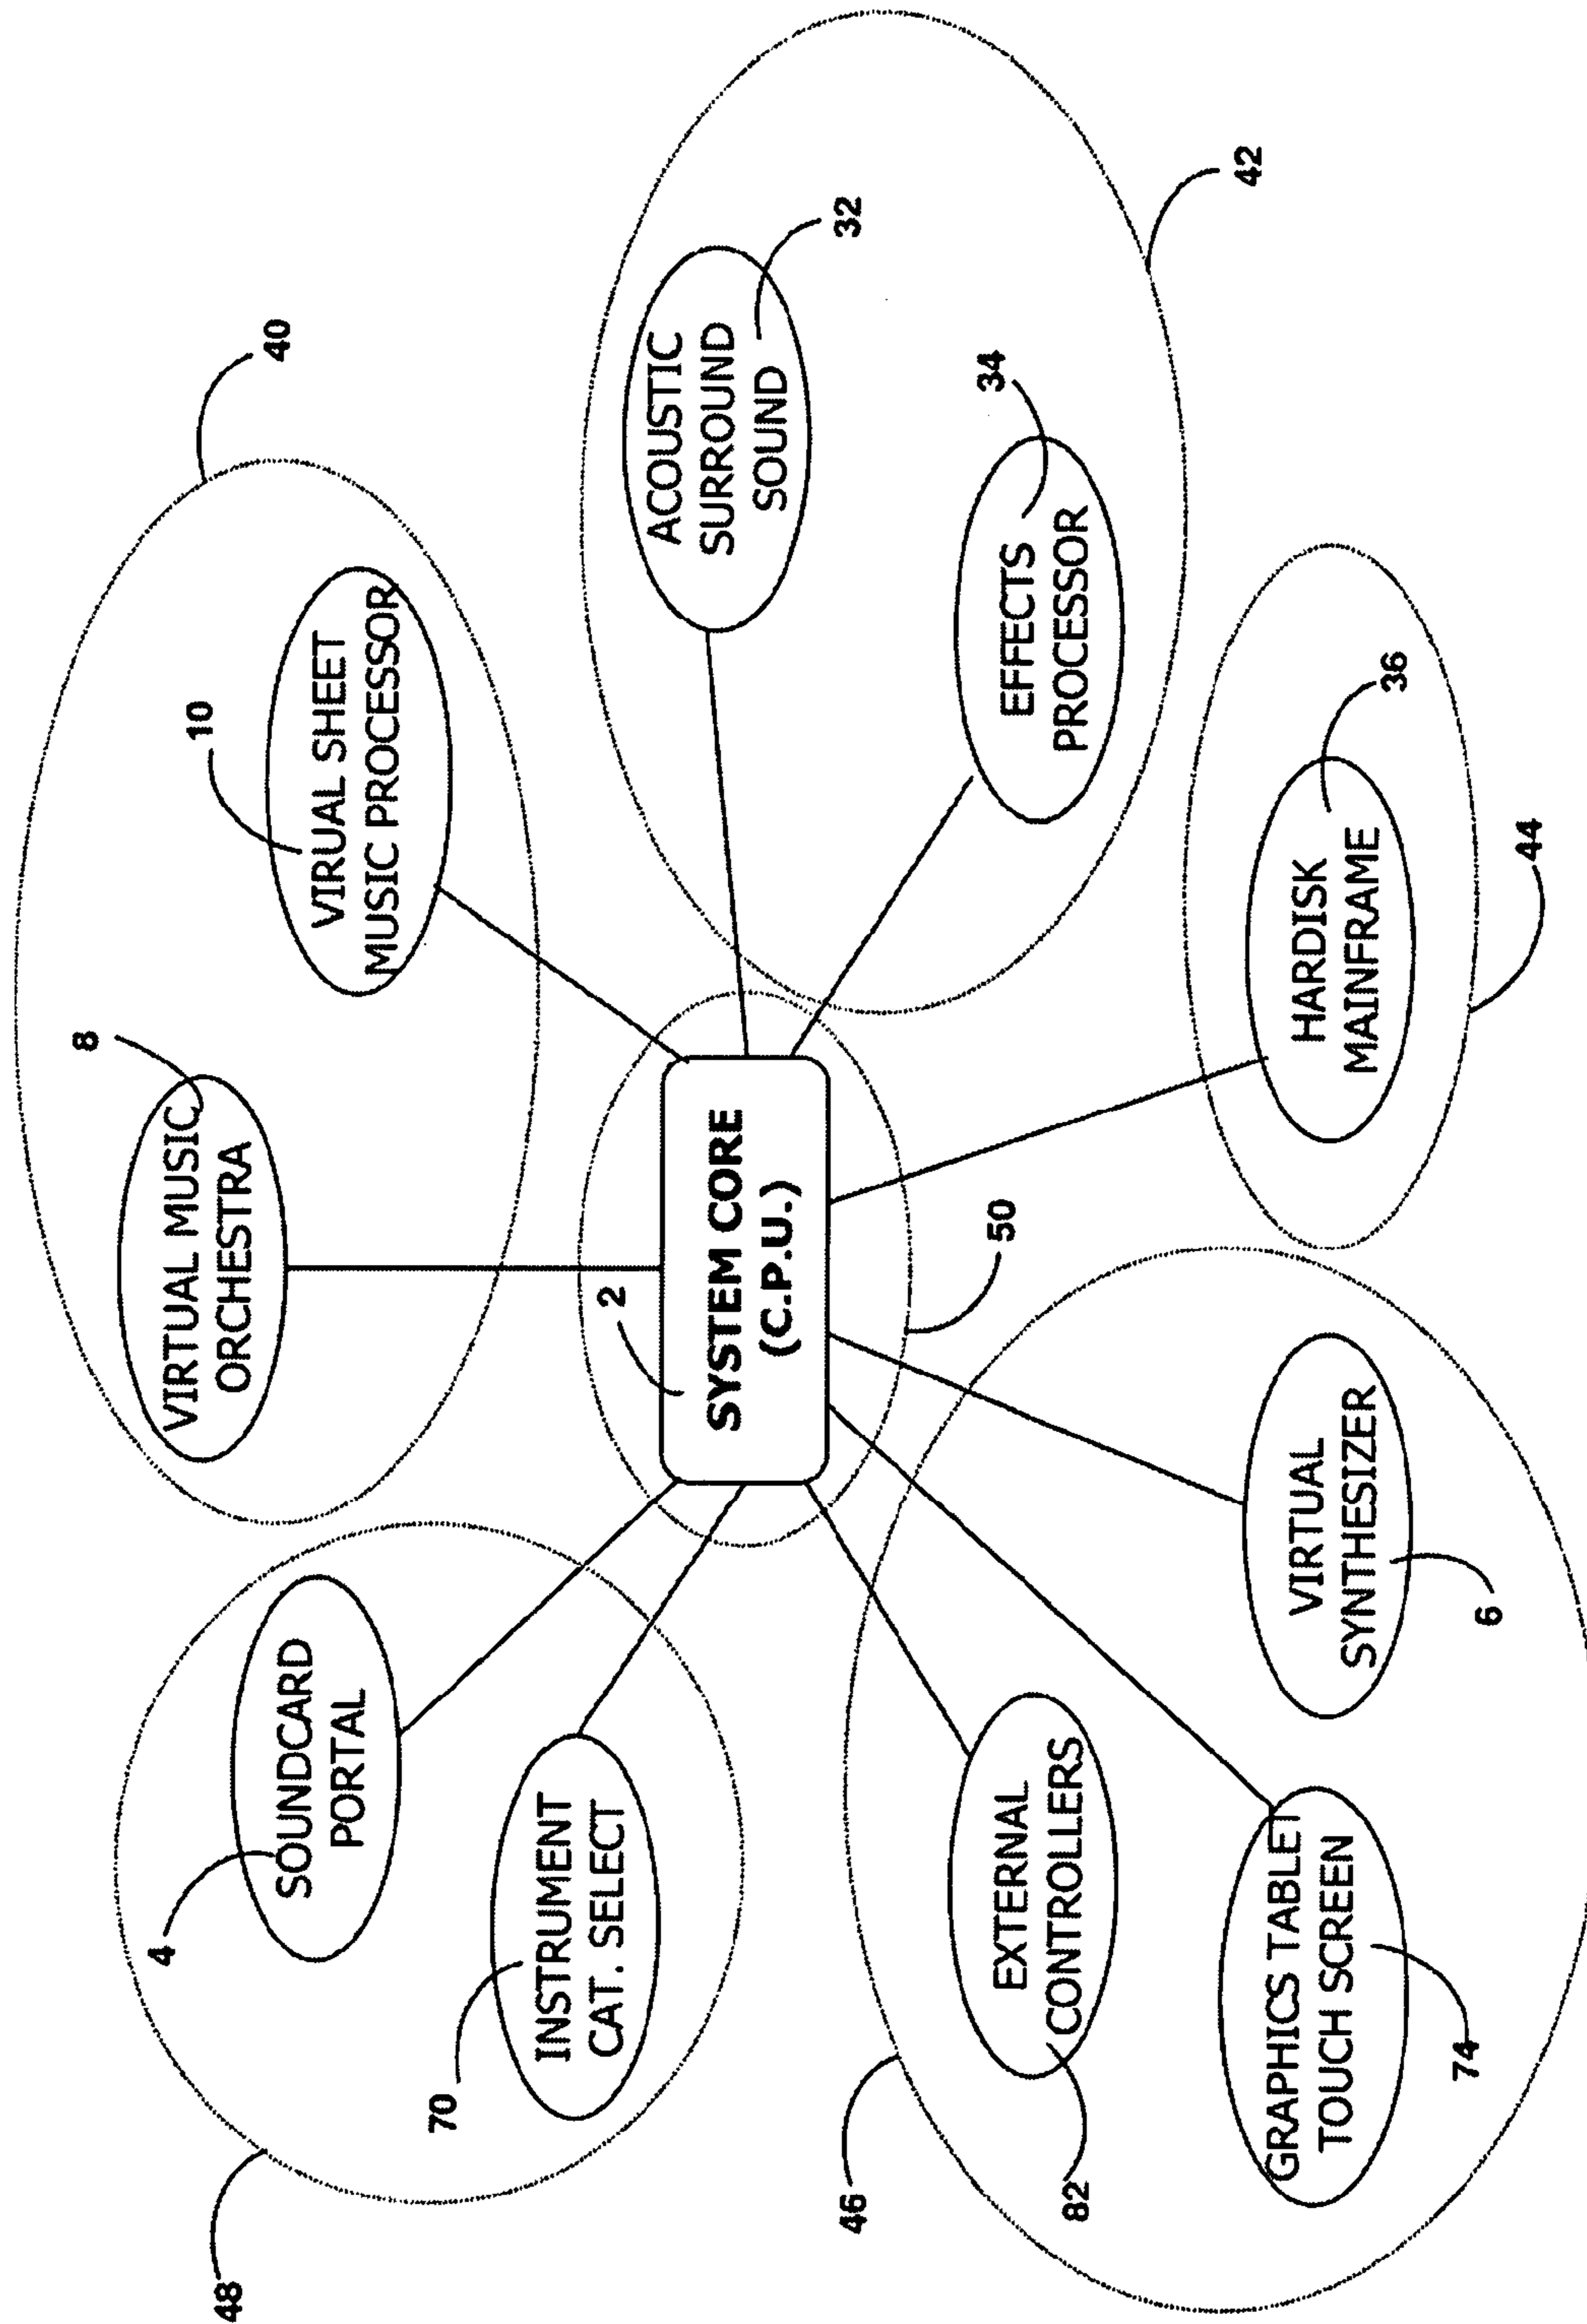 40
8
VIRTUAL MUSIC
ORCHESTRA
10
VIRUAL SHEET
MUSIC PROCESSOR
48
4
SOUNDCARD
PORTAL
70
INSTRUMENT
CAT. SELECT
2
SYSTEM CORE
(C.P.U.)
50
ACOUSTIC
SURROUND
SOUND
32
34
EFFECTS
PROCESSOR
42
46
82
EXTERNAL
CONTROLLERS
GRAPHICS TABLET
TOUCH SCREEN
74
VIRTUAL
SYNTHESIZER
6
HARDISK
MAINFRAME
36
44